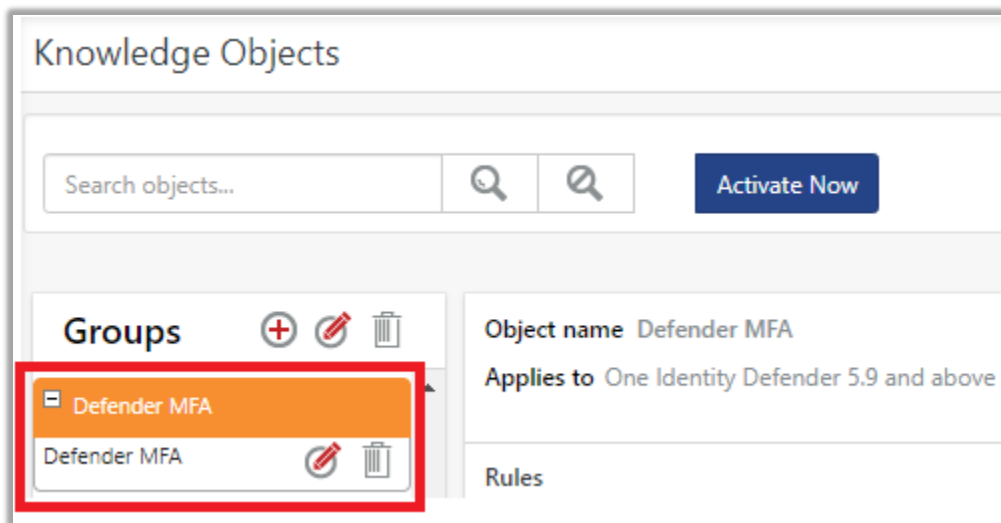 Knowledge Objects
Search objects...
Activate Now
Groups
Defender MFA
Defender MFA
Object name Defender MFA
Applies to One Identity Defender 5.9 and above
Rules